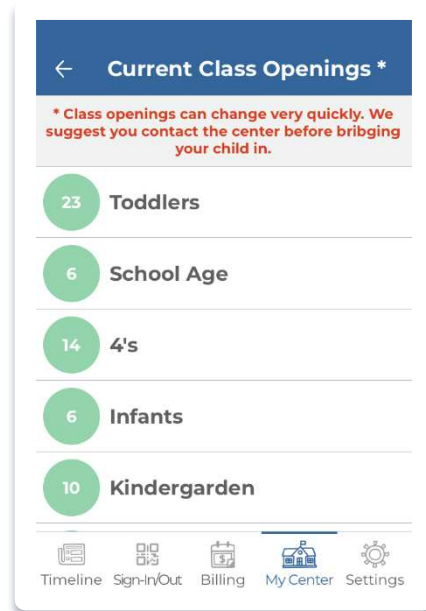 Current Class Openings *
* Class openings can change very quickly. We
suggest you contact the center before bribging
your child in.
23 Toddlers
6 School Age
14 4's
6 Infants
10 Kindergarden
Timeline Sign-In/Out Billing My Center Settings